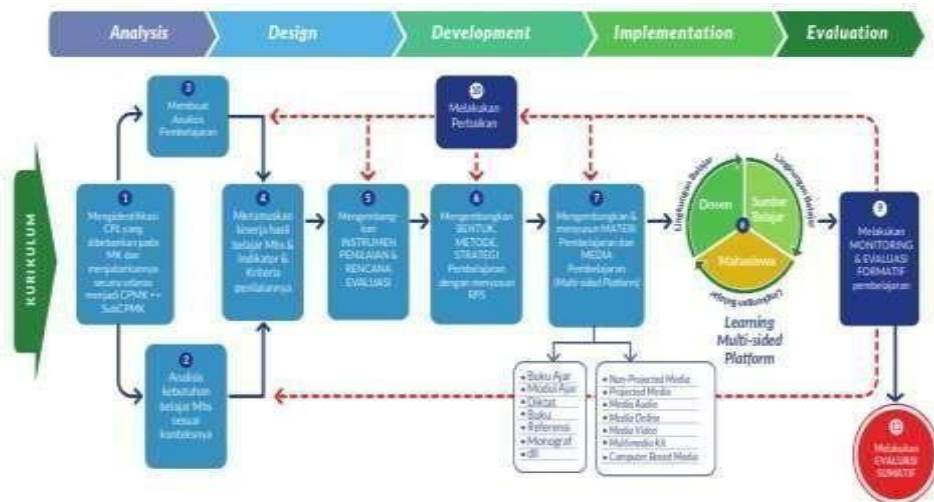 Analysis
Design
Development
Implementation
Evaluation
KURIKULUM
3
Membuat
Analisis
Pembelajaran
10
Melakukan
Perbaikan
1
Mengidentifikasi
CPL yang
dibebankan pada
MK dan
menjabarkannya
secara selaras
menjadi CPMK
SubCPMK
4
Merumuskan
kinerja hasil
belajar Mhs &
Indikator &
Kriteria
penilaiannya
5
Mengembang-
kan
INSTRUMEN
PENILAIAN &
RENCANA
EVALUASI
6
Mengembangkan
BENTUK,
METODE,
STRATEGI
Pembelajaran
dengan menyusun
RPS
7
Mengembangkan &
menyusun MATERI
Pembelajaran dan
MEDIA
Pembelajaran
(Multi-sided Platform)
Lingkungan Belajar
Lingkungan Belajar
Dosen
Sumber
Belajar
8
Mahasiswa
Lingkungan Belajar
Learning
Multi-sided
Platform
9
Melakukan
MONITORING
& EVALUASI
FORMATIF
pembelajaran
2
Analisis
kebutuhan
belajar Mhs
sesuai
konteksnya
• Buku Ajar
• Modul Ajar
• Diktat
• Buku
• Referensi
• Monograf
• dll
• Non-Projected Media
• Projected Media
• Media Audio
• Media Online
• Media Video
• Multimedia Kit
• Computer Based Media
Melakukan
EVALUASI
SUMATIF